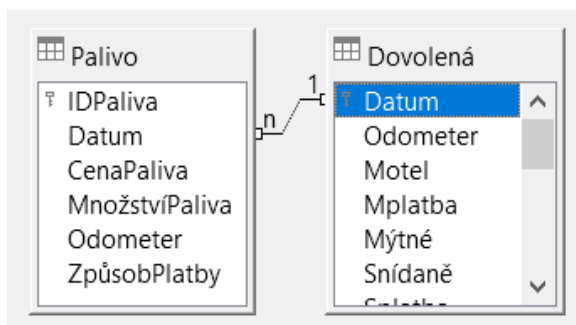 Palivo
IDPaliva
Datum
CenaPaliva
MnožstvíPaliva
Odometer
ZpůsobPlatby
n
1
Dovolená
Datum
Odometer
Motel
Mplatba
Mýtné
Snídaně